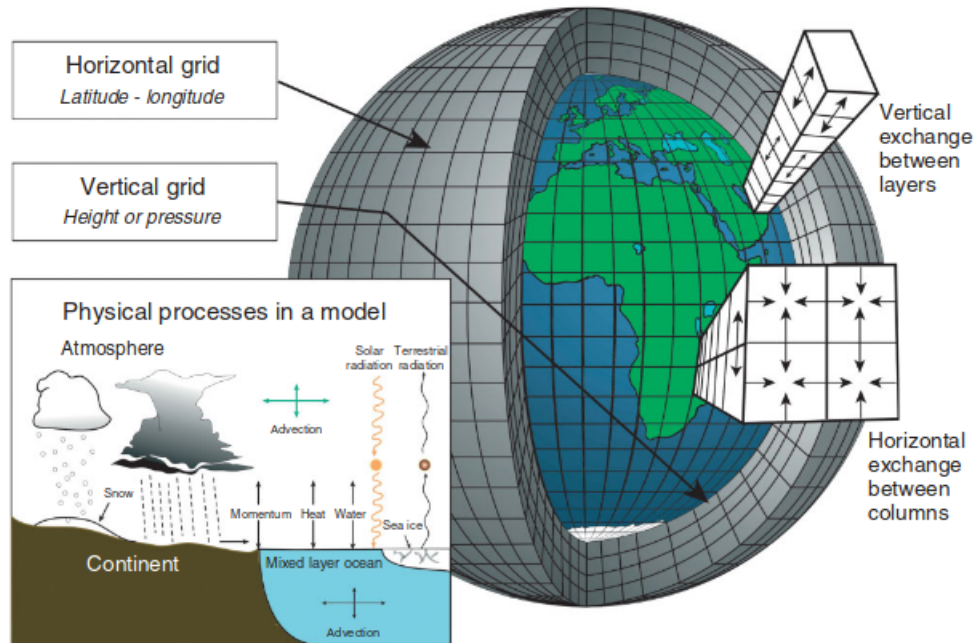 Horizontal grid
Latitude - longitude
Vertical grid
Height or pressure
Vertical
exchange
between
layers
Horizontal
exchange
between
columns
Physical processes in a model
Atmosphere
Solar
radiation
Terrestrial
radiation
Advection
Snow
Momentum
Heat
Water
Sea ice
Continent
Mixed layer ocean
Advection